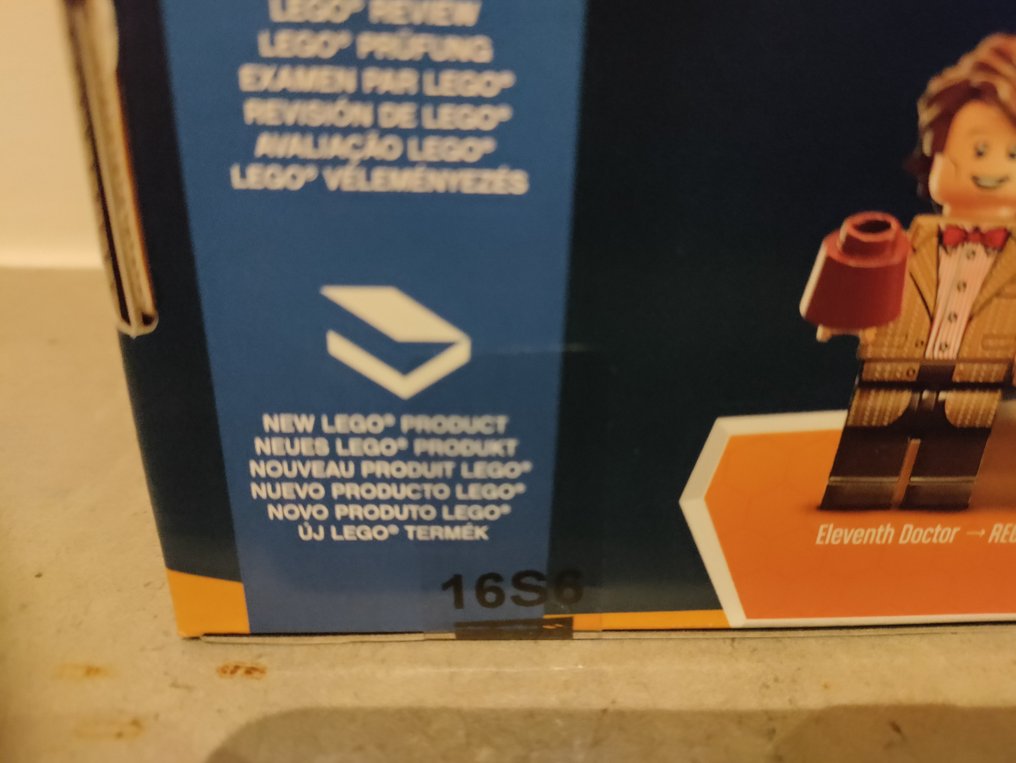 LEGO® REVIEW
LEGO® PRÜFUNG
EXAMEN PAR LEGO®
REVISIÓN DE LEGO®
AVALIAÇÃO LEGO®
LEGO® VÉLEMÉNYEZÉS
NEW LEGO® PRODUCT
NEUES LEGO® PRODUKT
NOUVEAU PRODUIT LEGO®
NUEVO PRODUCTO LEGO®
NOVO PRODUTO LEGO®
ÚJ LEGO® TERMÉK
16S6
Eleventh Doctor →